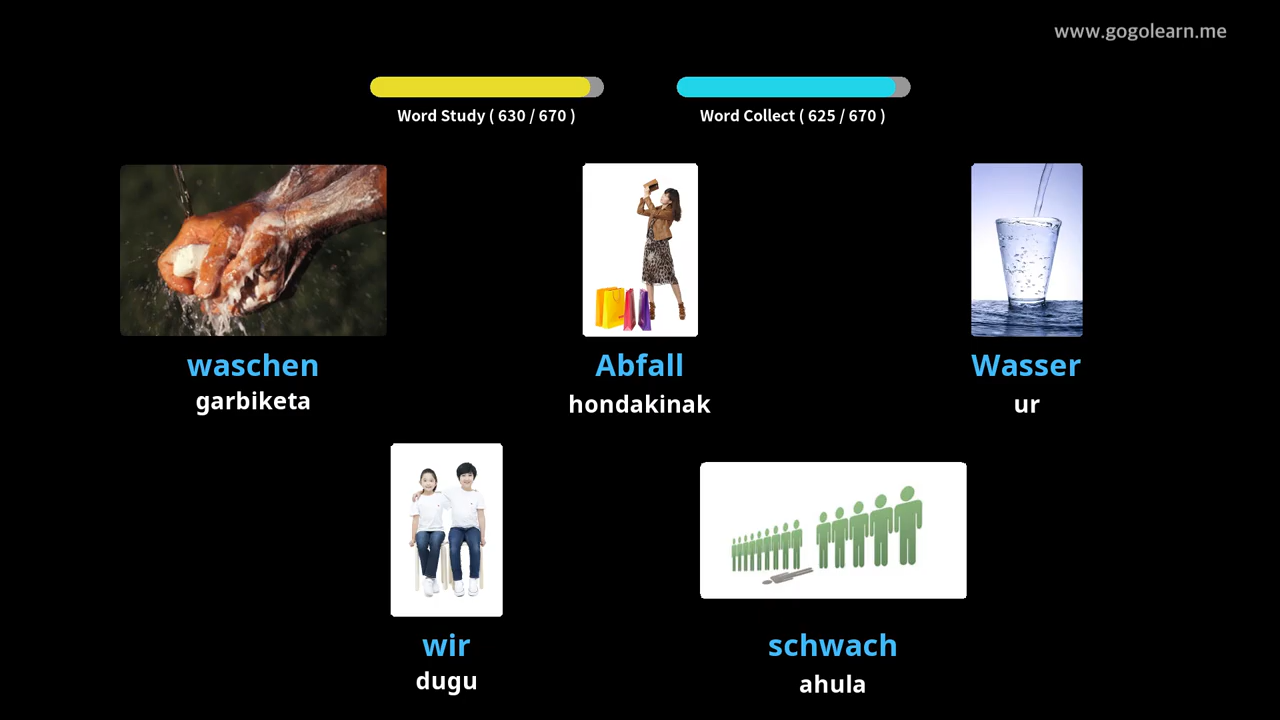 www.gogolearn.me
Word Study ( 630 / 670 )
Word Collect ( 625 / 670 )
waschen
garbiketa
Abfall
hondakinak
Wasser
ur
wir
dugu
schwach
ahula